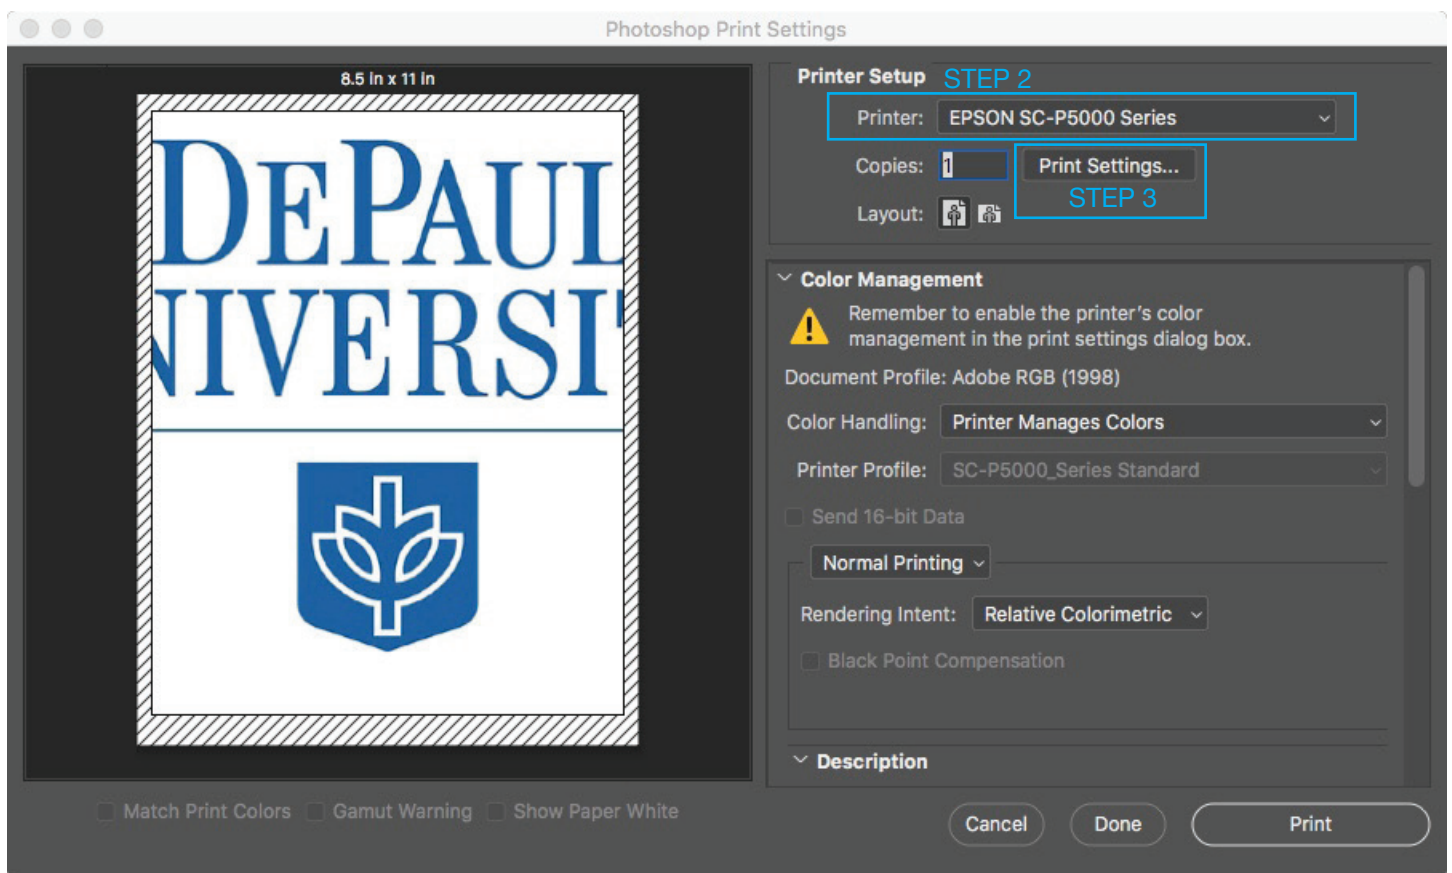 Photoshop Print Settings
8.5 in x 11 in
DEPAUL
NIVERSIT
Match Print Colors Gamut Warning Show Paper White
Printer Setup STEP 2
Printer: EPSON SC-P5000 Series
Copies: 1 Print Settings...
STEP 3
Layout:
Color Management
Remember to enable the printer's color
management in the print settings dialog box.
Document Profile: Adobe RGB (1998)
Color Handling: Printer Manages Colors
Printer Profile: SC-P5000_Series Standard
Send 16-bit Data
Normal Printing
Rendering Intent: Relative Colorimetric
Black Point Compensation
Description
Cancel Done Print